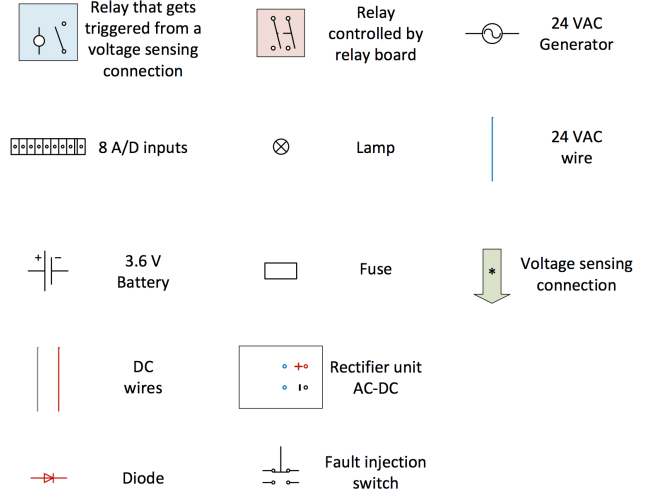 Relay that gets
triggered from a
voltage sensing
connection
Relay
controlled by
relay board
24 VAC
Generator
8 A/D inputs
Lamp
24 VAC
wire
+ −
3.6 V
Battery
Fuse
*
Voltage sensing
connection
DC
wires
+
Rectifier unit
AC-DC
Diode
Fault injection
switch